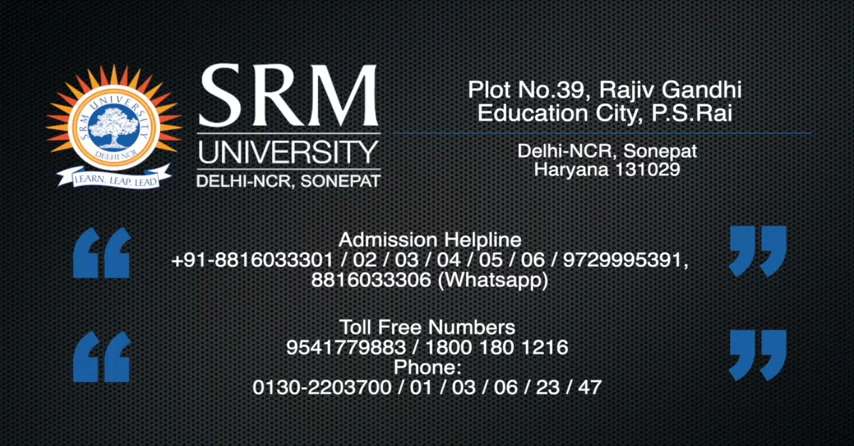 SRM UNIVERSITY
DELHI-NCR
LEARN. LEAP. LEAD
SRM
UNIVERSITY
DELHI-NCR, SONEPAT
Plot No.39, Rajiv Gandhi
Education City, P.S.Rai
Delhi-NCR, Sonepat
Haryana 131029
“ Admission Helpline ”
+91-8816033301 / 02 / 03 / 04 / 05 / 06 / 9729995391,
8816033306 (Whatsapp)
“ Toll Free Numbers ”
9541779883 / 1800 180 1216
Phone:
0130-2203700 / 01 / 03 / 06 / 23 / 47